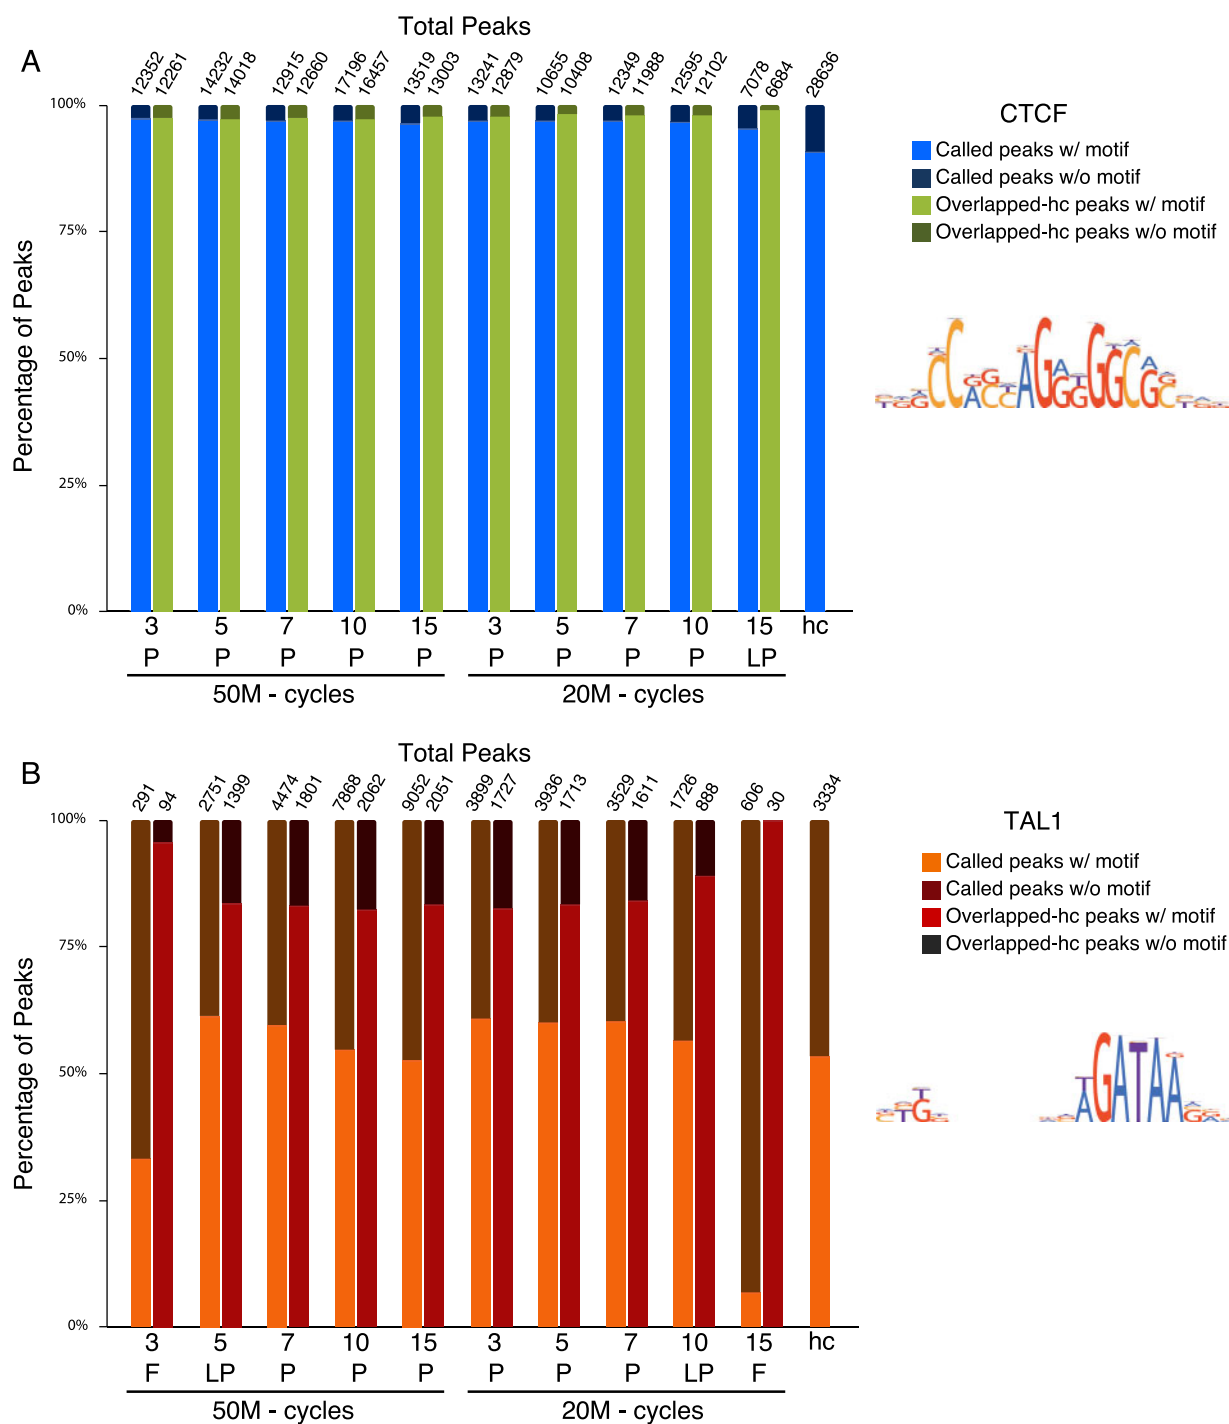 Total Peaks
A
12352 12261 14232 14018 12915 12660 17196 16457 13519 13003 13241 12879 10655 10408 12349 11988 12595 12102 7078 6684 28636
CTCF
Called peaks w/ motif
Called peaks w/o motif
Overlapped-hc peaks w/ motif
Overlapped-hc peaks w/o motif
Percentage of Peaks
100%
75%
50%
25%
0%
3 5 7 10 15 3 5 7 10 15 hc
P P P P P P P P P LP
50M - cycles 20M - cycles
Total Peaks
B
291 94 2751 1399 4474 1801 7868 2062 9052 2051 3899 1727 3936 1713 3529 1611 1726 888 606 30 3334
TAL1
Called peaks w/ motif
Called peaks w/o motif
Overlapped-hc peaks w/ motif
Overlapped-hc peaks w/o motif
Percentage of Peaks
100%
75%
50%
25%
0%
GATAA
3 5 7 10 15 3 5 7 10 15 hc
F LP P P P P P P LP F
50M - cycles 20M - cycles